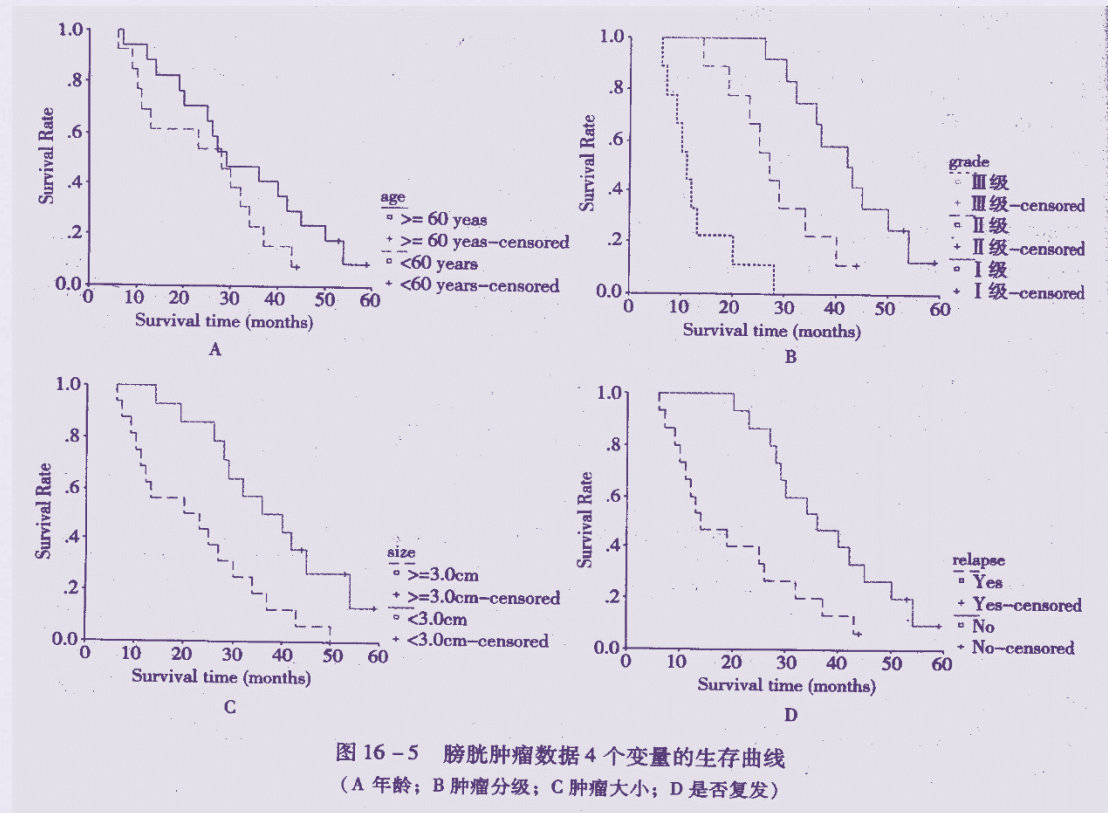 1.0
.8
.6
.4
.2
0.0
Survival Rate
0 10 20 30 40 50 60
Survival time (months)
A
age
>= 60 yeas
>= 60 yeas-censored
<60 years
<60 years-censored
1.0
.8
.6
.4
.2
0.0
Survival Rate
0 10 20 30 40 50 60
Survival time (months)
B
grade
Ⅲ级
Ⅲ级-censored
Ⅱ级
Ⅱ级-censored
Ⅰ级
Ⅰ级-censored
1.0
.8
.6
.4
.2
0.0
Survival Rate
0 10 20 30 40 50 60
Survival time (months)
C
size
>=3.0cm
>=3.0cm-censored
<3.0cm
<3.0cm-censored
1.0
.8
.6
.4
.2
0.0
Survival Rate
0 10 20 30 40 50 60
Survival time (months)
D
relapse
Yes
Yes-censored
No
No-censored
图 16-5 膀胱肿瘤数据 4 个变量的生存曲线
(A 年龄；B 肿瘤分级；C 肿瘤大小；D 是否复发)